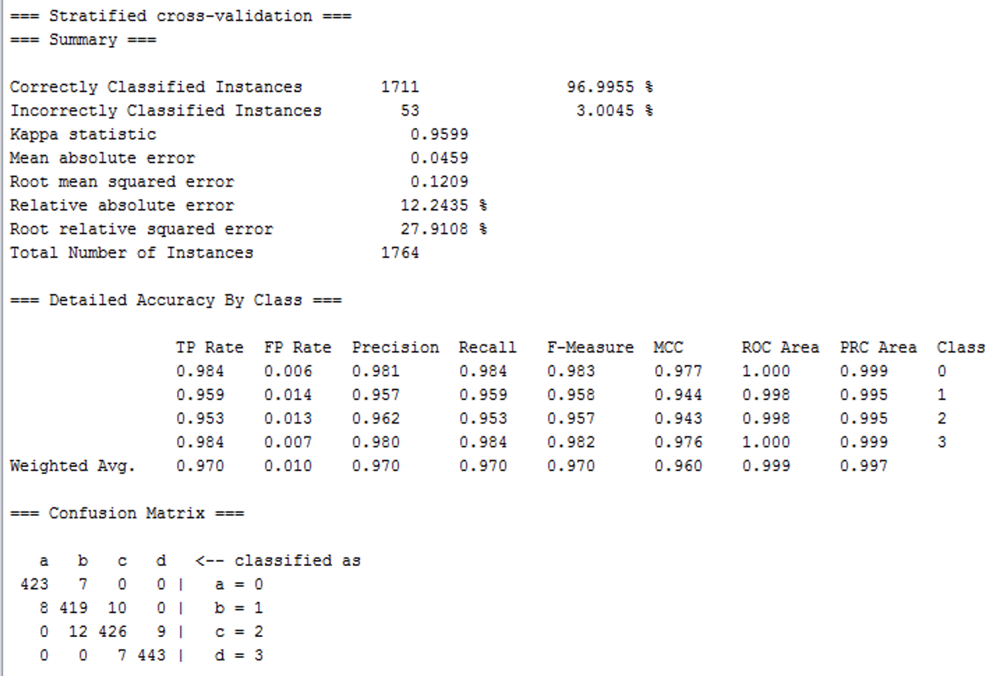 === Stratified cross-validation ===
=== Summary ===
Correctly Classified Instances        1711               96.9955 %
Incorrectly Classified Instances        53                3.0045 %
Kappa statistic                          0.9599
Mean absolute error                      0.0459
Root mean squared error                  0.1209
Relative absolute error                 12.2435 %
Root relative squared error             27.9108 %
Total Number of Instances             1764
=== Detailed Accuracy By Class ===
                 TP Rate  FP Rate  Precision  Recall   F-Measure  MCC      ROC Area  PRC Area  Class
                 0.984    0.006    0.981      0.984    0.983      0.977    1.000     0.999     0
                 0.959    0.014    0.957      0.959    0.958      0.944    0.998     0.995     1
                 0.953    0.013    0.962      0.953    0.957      0.943    0.998     0.995     2
                 0.984    0.007    0.980      0.984    0.982      0.976    1.000     0.999     3
Weighted Avg.    0.970    0.010    0.970      0.970    0.970      0.960    0.999     0.997
=== Confusion Matrix ===
   a   b   c   d   <-- classified as
 423   7   0   0 |   a = 0
   8 419  10   0 |   b = 1
   0  12 426   9 |   c = 2
   0   0   7 443 |   d = 3